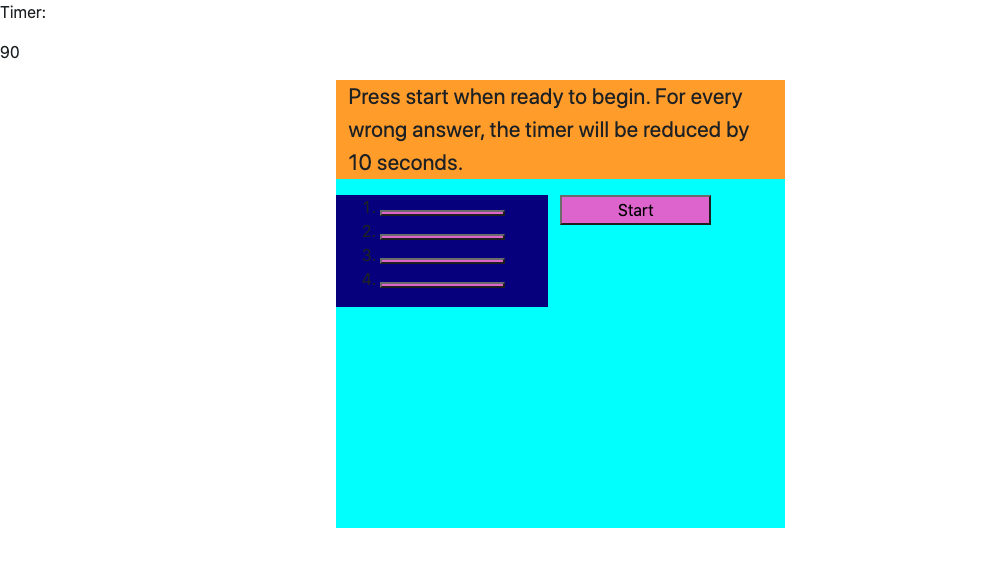 Timer:
90
Press start when ready to begin. For every
wrong answer, the timer will be reduced by
10 seconds.
1.
2.
3.
4.
Start